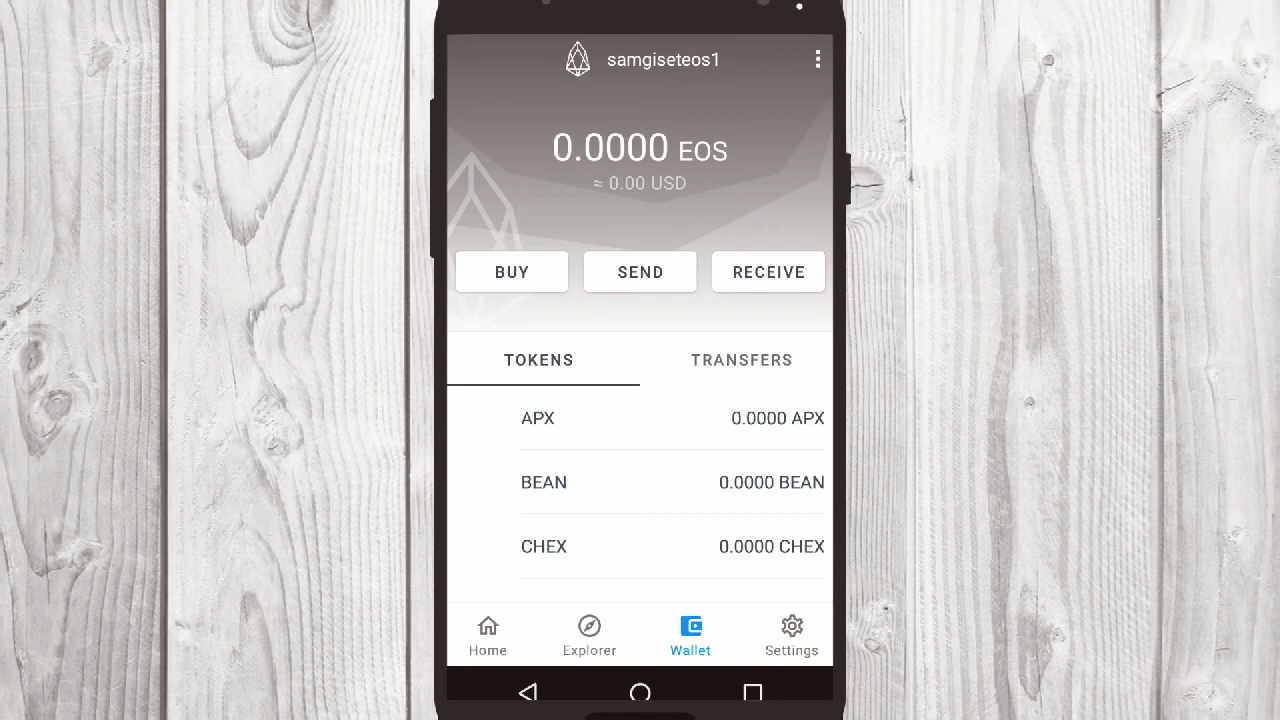 samgiseteos1
0.0000 EOS
≈ 0.00 USD
BUY SEND RECEIVE
TOKENS TRANSFERS
APX 0.0000 APX
BEAN 0.0000 BEAN
CHEX 0.0000 CHEX
Home Explorer Wallet Settings